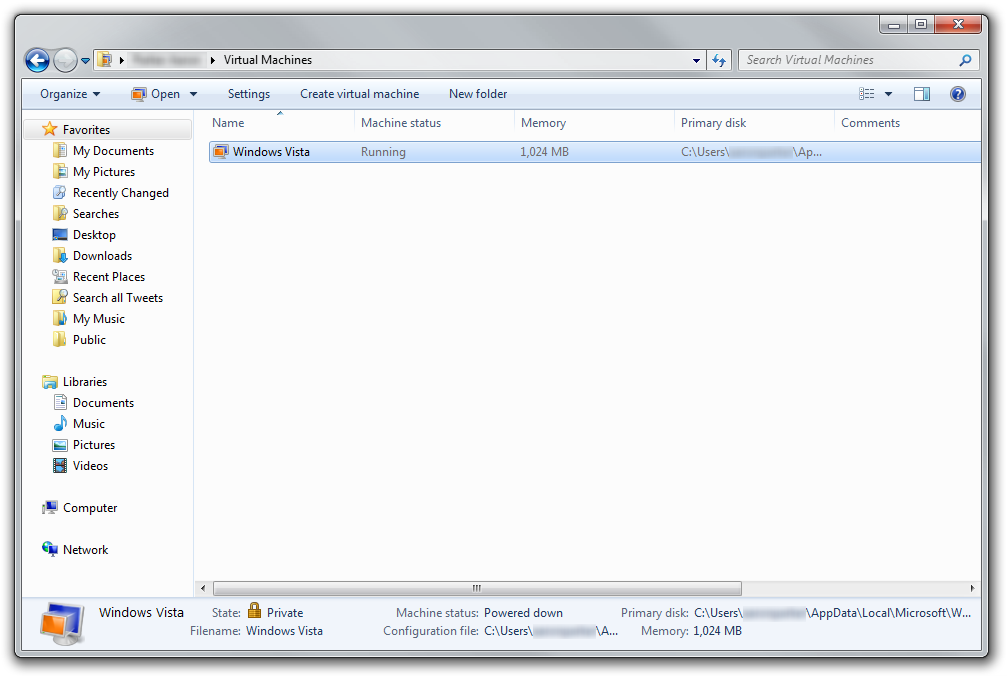 Virtual Machines
Search Virtual Machines
Organize Open Settings Create virtual machine New folder
Name Machine status Memory Primary disk Comments
Windows Vista Running 1,024 MB C:\Users\ \Ap...
Favorites
My Documents
My Pictures
Recently Changed
Searches
Desktop
Downloads
Recent Places
Search all Tweets
My Music
Public
Libraries
Documents
Music
Pictures
Videos
Computer
Network
Windows Vista State: Private Machine status: Powered down Primary disk: C:\Users\ \AppData\Local\Microsoft\W...
Filename: Windows Vista Configuration file: C:\Users\ \A... Memory: 1,024 MB